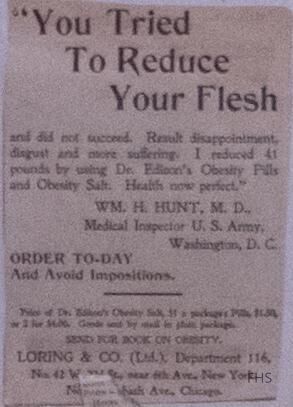 "You Tried
To Reduce
Your Flesh
and did not succeed. Result disappointment,
disgust and more suffering. I reduced 41
pounds by using Dr. Edison's Obesity Pills
and Obesity Salt. Health now perfect."
WM. H. HUNT, M. D.,
Medical Inspector U. S. Army,
Washington, D. C.
ORDER TO-DAY
And Avoid Impositions.
Price of Dr. Edison's Obesity Salt, $1 a package; Pills, $1.50,
or 2 for Goods sent by mail in plain package.
SEND FOR BOOK ON OBESITY.
LORING & CO. (Ltd.), Department 116,
No. 42 W. St., near 6th Ave., New York
Chicago.
FHS